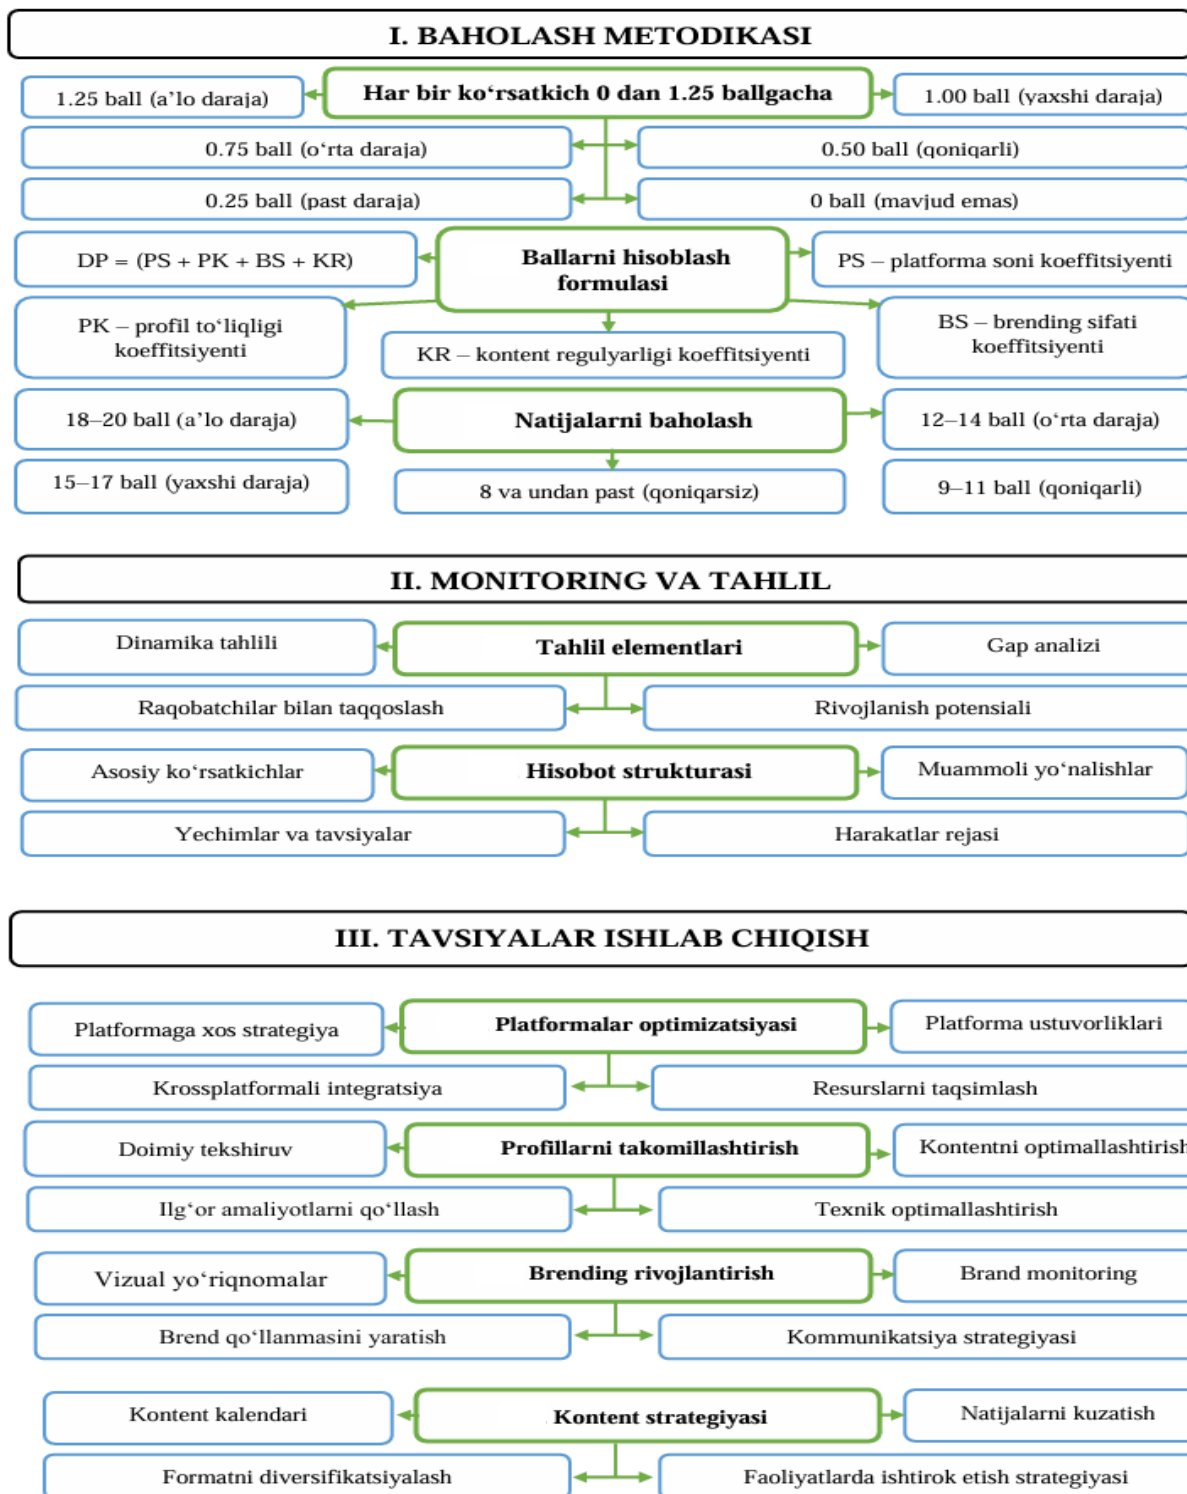 I. BAHOLASH METODIKASI
1.25 ball (a’lo daraja)
Har bir ko‘rsatkich 0 dan 1.25 ballgacha
1.00 ball (yaxshi daraja)
0.75 ball (o‘rta daraja)
0.50 ball (qoniqarli)
0.25 ball (past daraja)
0 ball (mavjud emas)
DP = (PS + PK + BS + KR)
Ballarni hisoblash
formulasi
PS – platforma soni koeffitsiyenti
PK – profil to‘liqligi
koeffitsiyenti
KR – kontent regulyarligi koeffitsiyenti
BS – brending sifati
koeffitsiyenti
18–20 ball (a’lo daraja)
Natijalarni baholash
12–14 ball (o‘rta daraja)
15–17 ball (yaxshi daraja)
8 va undan past (qoniqarsiz)
9–11 ball (qoniqarli)
II. MONITORING VA TAHLIL
Dinamika tahlili
Tahlil elementlari
Gap analizi
Raqobatchilar bilan taqqoslash
Rivojlanish potensiali
Asosiy ko‘rsatkichlar
Hisobot strukturasi
Muammoli yo‘nalishlar
Yechimlar va tavsiyalar
Harakatlar rejasi
III. TAVSIYALAR ISHLAB CHIQISH
Platformaga xos strategiya
Platformalar optimizatsiyasi
Platforma ustuvorliklari
Krossplatformali integratsiya
Resurslarni taqsimlash
Doimiy tekshiruv
Profillarni takomillashtirish
Kontentni optimallashtirish
Ilg‘or amaliyotlarni qo‘llash
Texnik optimallashtirish
Vizual yo‘riqnomalar
Brending rivojlantirish
Brand monitoring
Brend qo‘llanmasini yaratish
Kommunikatsiya strategiyasi
Kontent kalendari
Kontent strategiyasi
Natijalarni kuzatish
Formatni diversifikatsiyalash
Faoliyatlarda ishtirok etish strategiyasi